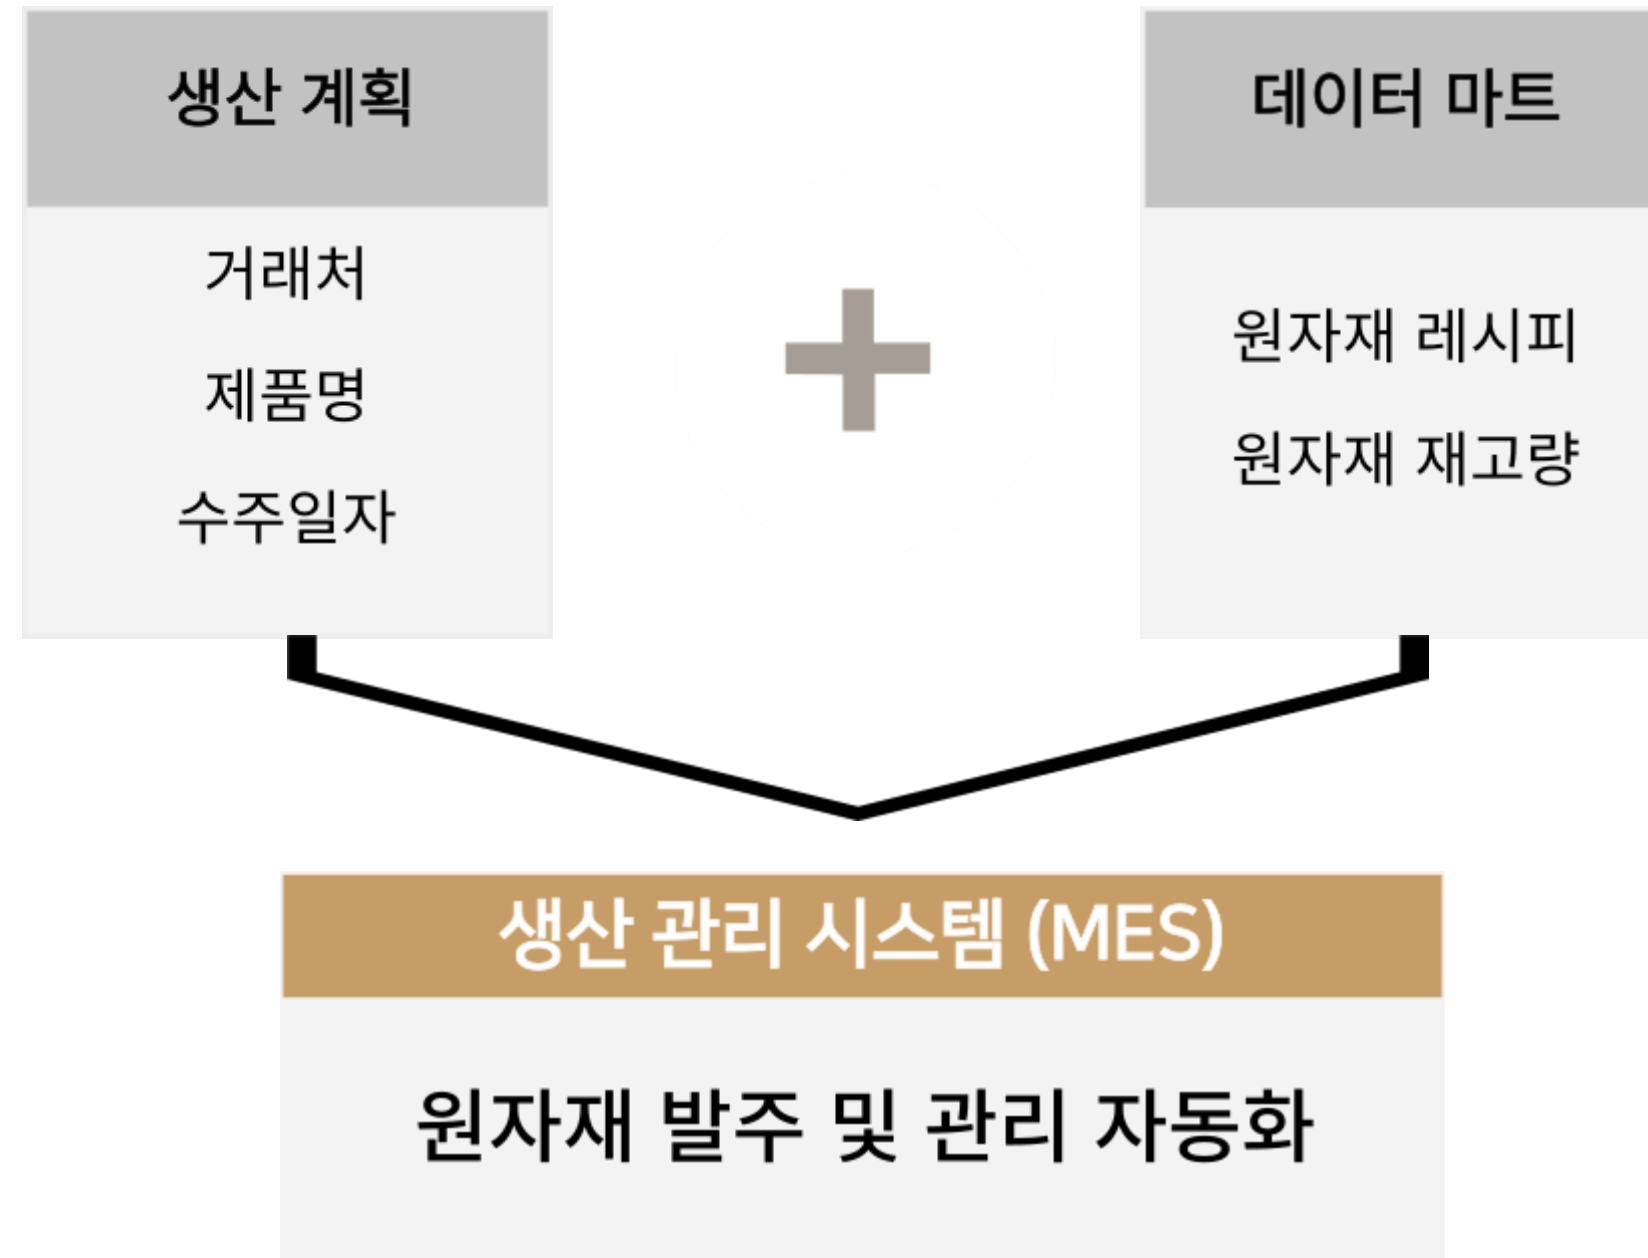 생산 계획
거래처
제품명
수주일자
데이터 마트
원자재 레시피
원자재 재고량
생산 관리 시스템 (MES)
원자재 발주 및 관리 자동화